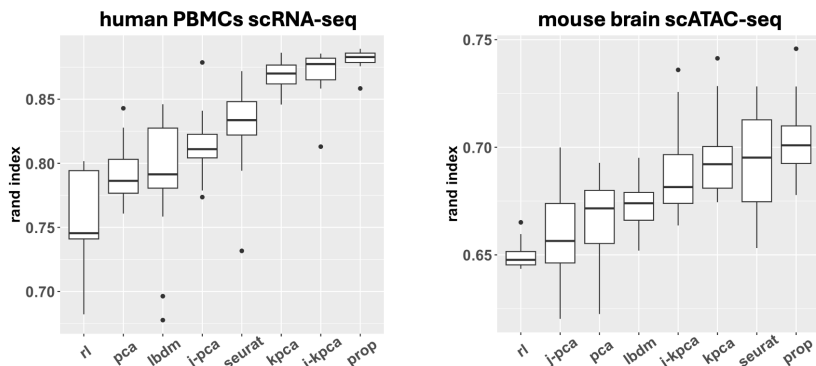 human PBMCs scRNA-seq
rand index
0.85
0.80
0.75
0.70
rl
pca
lbdm
j-pca
seurat
kpca
j-kpca
prop
mouse brain scATAC-seq
rand index
0.75
0.70
0.65
rl
j-pca
pca
lbdm
j-kpca
kpca
seurat
prop